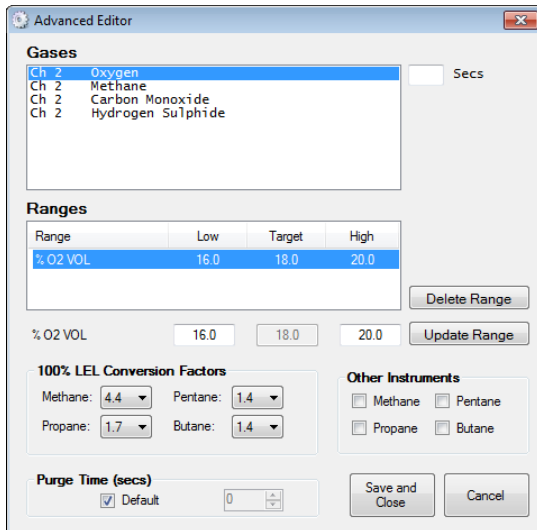 Advanced Editor
Gases
Ch 2 Oxygen
Secs
Ch 2 Methane
Ch 2 Carbon Monoxide
Ch 2 Hydrogen Sulphide
Ranges
Range Low Target High
% O2 VOL 16.0 18.0 20.0
Delete Range
% O2 VOL 16.0 18.0 20.0 Update Range
100% LEL Conversion Factors
Methane: 4.4 Pentane: 1.4
Propane: 1.7 Butane: 1.4
Other Instruments
Methane Pentane
Propane Butane
Purge Time (secs)
Default 0
Save and
Close
Cancel